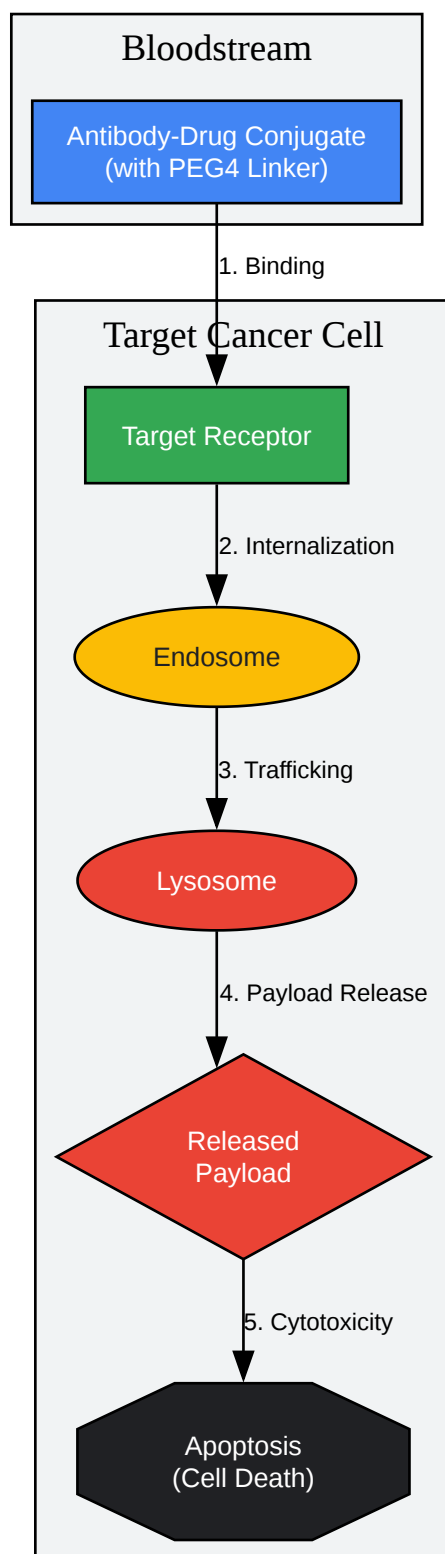 Bloodstream
Antibody-Drug Conjugate
(with PEG4 Linker)
1. Binding
Target Cancer Cell
Target Receptor
2. Internalization
Endosome
3. Trafficking
Lysosome
4. Payload Release
Released
Payload
5. Cytotoxicity
Apoptosis
(Cell Death)